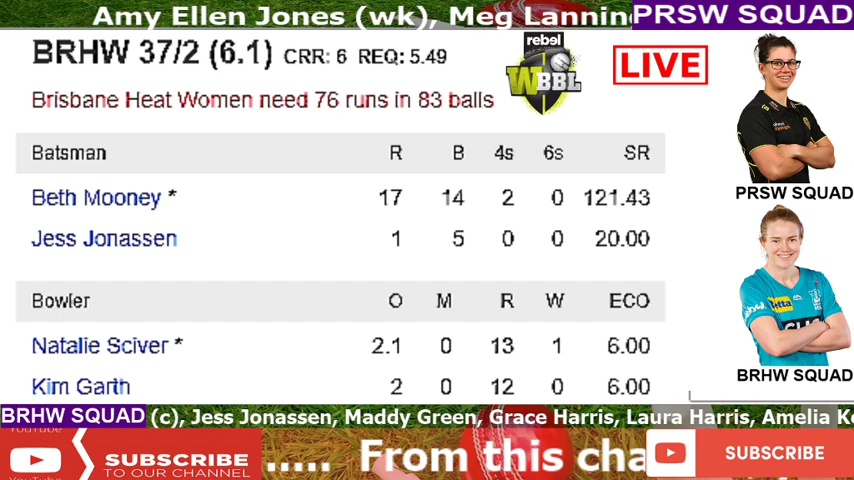 Amy Ellen Jones (wk), Meg Lanning
PRSW SQUAD
BRHW 37/2 (6.1) CRR: 6 REQ: 5.49
rebel
WBBL
LIVE
Brisbane Heat Women need 76 runs in 83 balls
Batsman R B 4s 6s SR
Beth Mooney * 17 14 2 0 121.43
Jess Jonassen 1 5 0 0 20.00
PRSW SQUAD
Bowler O M R W ECO
Natalie Sciver * 2.1 0 13 1 6.00
Kim Garth 2 0 12 0 6.00
BRHW SQUAD
BRHW SQUAD (c), Jess Jonassen, Maddy Green, Grace Harris, Laura Harris, Amelia Ke
YouTube
SUBSCRIBE
TO OUR CHANNEL
YouTube
..... From this cha
SUBSCRIBE